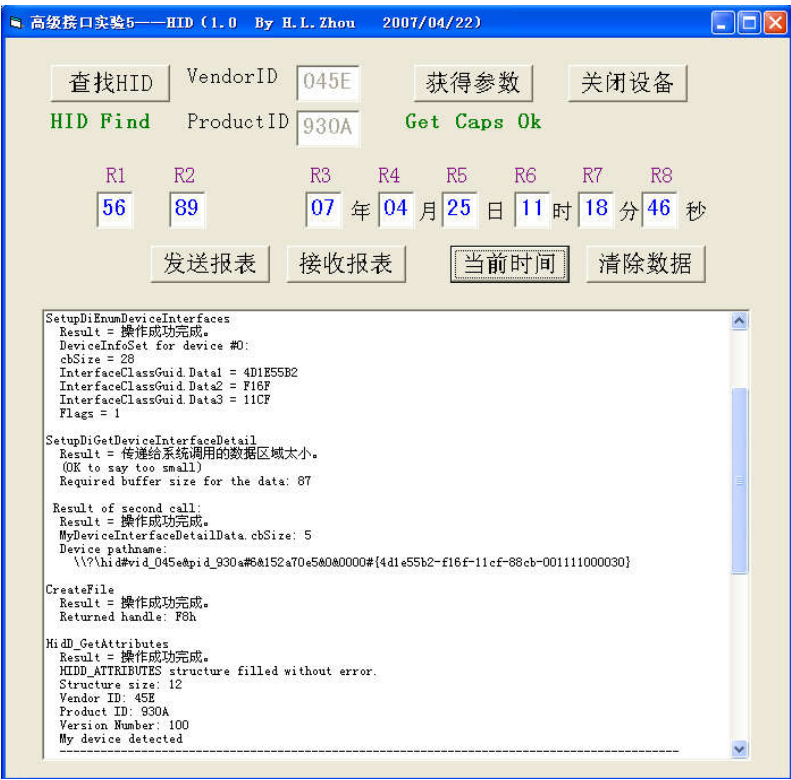 高级接口实验5——HID（1.0 By H.L.Zhou 2007/04/22）
查找HID VendorID 045E 获得参数 关闭设备
HID Find ProductID 930A Get Caps Ok
R1 R2 R3 R4 R5 R6 R7 R8
56 89 07 年 04 月 25 日 11 时 18 分 46 秒
发送报表 接收报表 当前时间 清除数据
SetupDiEnumDeviceInterfaces
Result = 操作成功完成。
DeviceInfoSet for device #0:
cbSize = 28
InterfaceClassGuid.Data1 = 4D1E55B2
InterfaceClassGuid.Data2 = F16F
InterfaceClassGuid.Data3 = 11CF
Flags = 1
SetupDiGetDeviceInterfaceDetail
Result = 传递给系统调用的数据区域太小。
(OK to say too small)
Required buffer size for the data: 87
Result of second call:
Result = 操作成功完成。
MyDeviceInterfaceDetailData.cbSize: 5
Device pathname:
\\?\hid#vid_045e&pid_930a#6&152a70e5&0&0000#{4d1e55b2-f16f-11cf-88cb-001111000030}
CreateFile
Result = 操作成功完成。
Returned handle: F8h
HidD_GetAttributes
Result = 操作成功完成。
HIDD_ATTRIBUTES structure filled without error.
Structure size: 12
Vendor ID: 45E
Product ID: 930A
Version Number: 100
My device detected